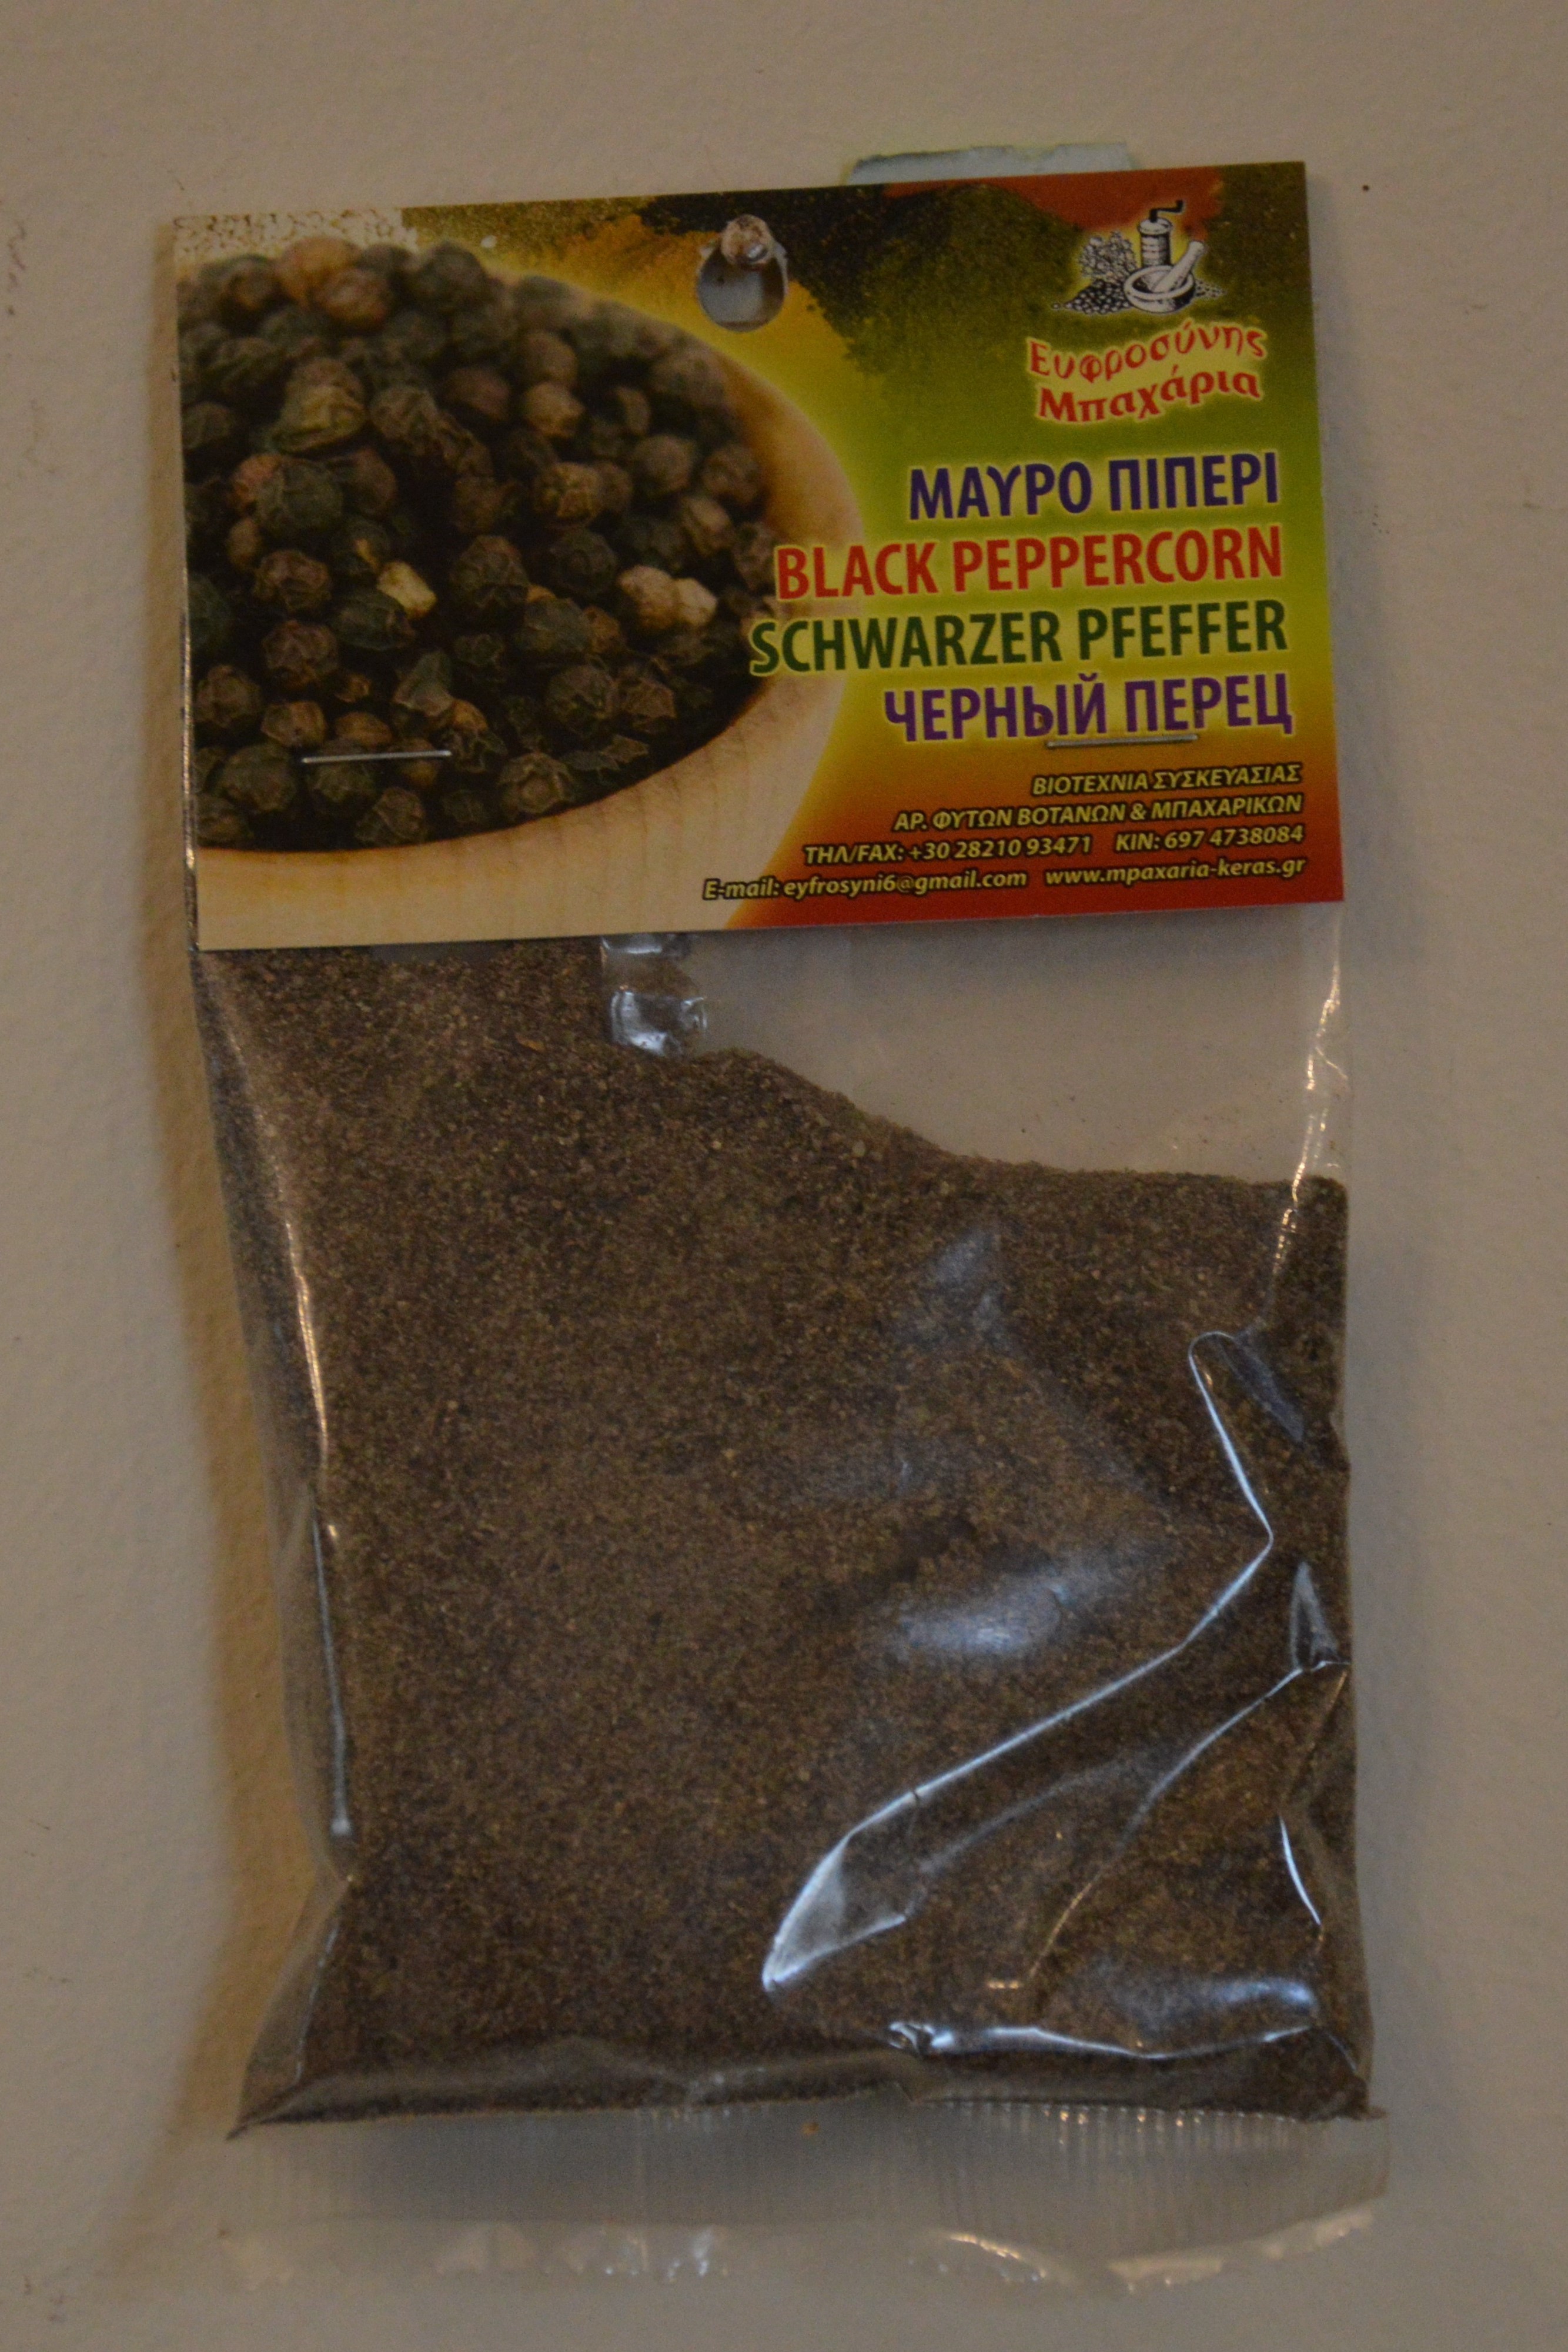 Ευφροσύνης
Μπαχάρια
ΜΑΥΡΟ ΠΙΠΕΡΙ
BLACK PEPPERCORN
SCHWARZER PFEFFER
ЧЕРНЫЙ ПЕРЕЦ
ΒΙΟΤΕΧΝΙΑ ΣΥΣΚΕΥΑΣΙΑΣ
ΑΡ. ΦΥΤΩΝ ΒΟΤΑΝΩΝ & ΜΠΑΧΑΡΙΚΩΝ
ΤΗΛ/FAX: +30 28210 93471 ΚΙΝ: 697 4738084
E-mail: eyfrosyni6@gmail.com www.mpaxaria-keras.gr